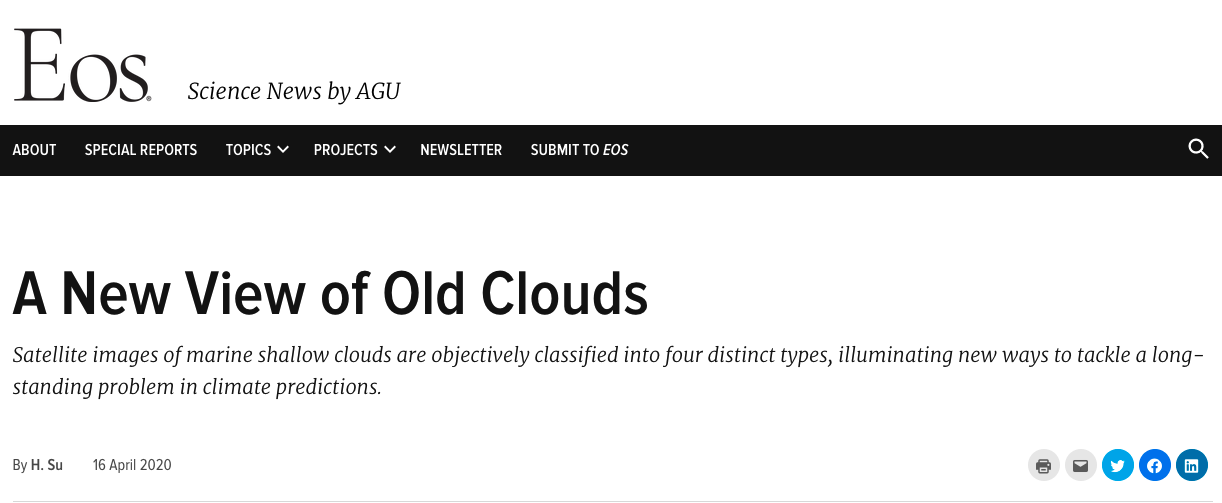 Eos®
Science News by AGU
ABOUT SPECIAL REPORTS TOPICS PROJECTS NEWSLETTER SUBMIT TO EOS
A New View of Old Clouds
Satellite images of marine shallow clouds are objectively classified into four distinct types, illuminating new ways to tackle a long-
standing problem in climate predictions.
By H. Su 16 April 2020